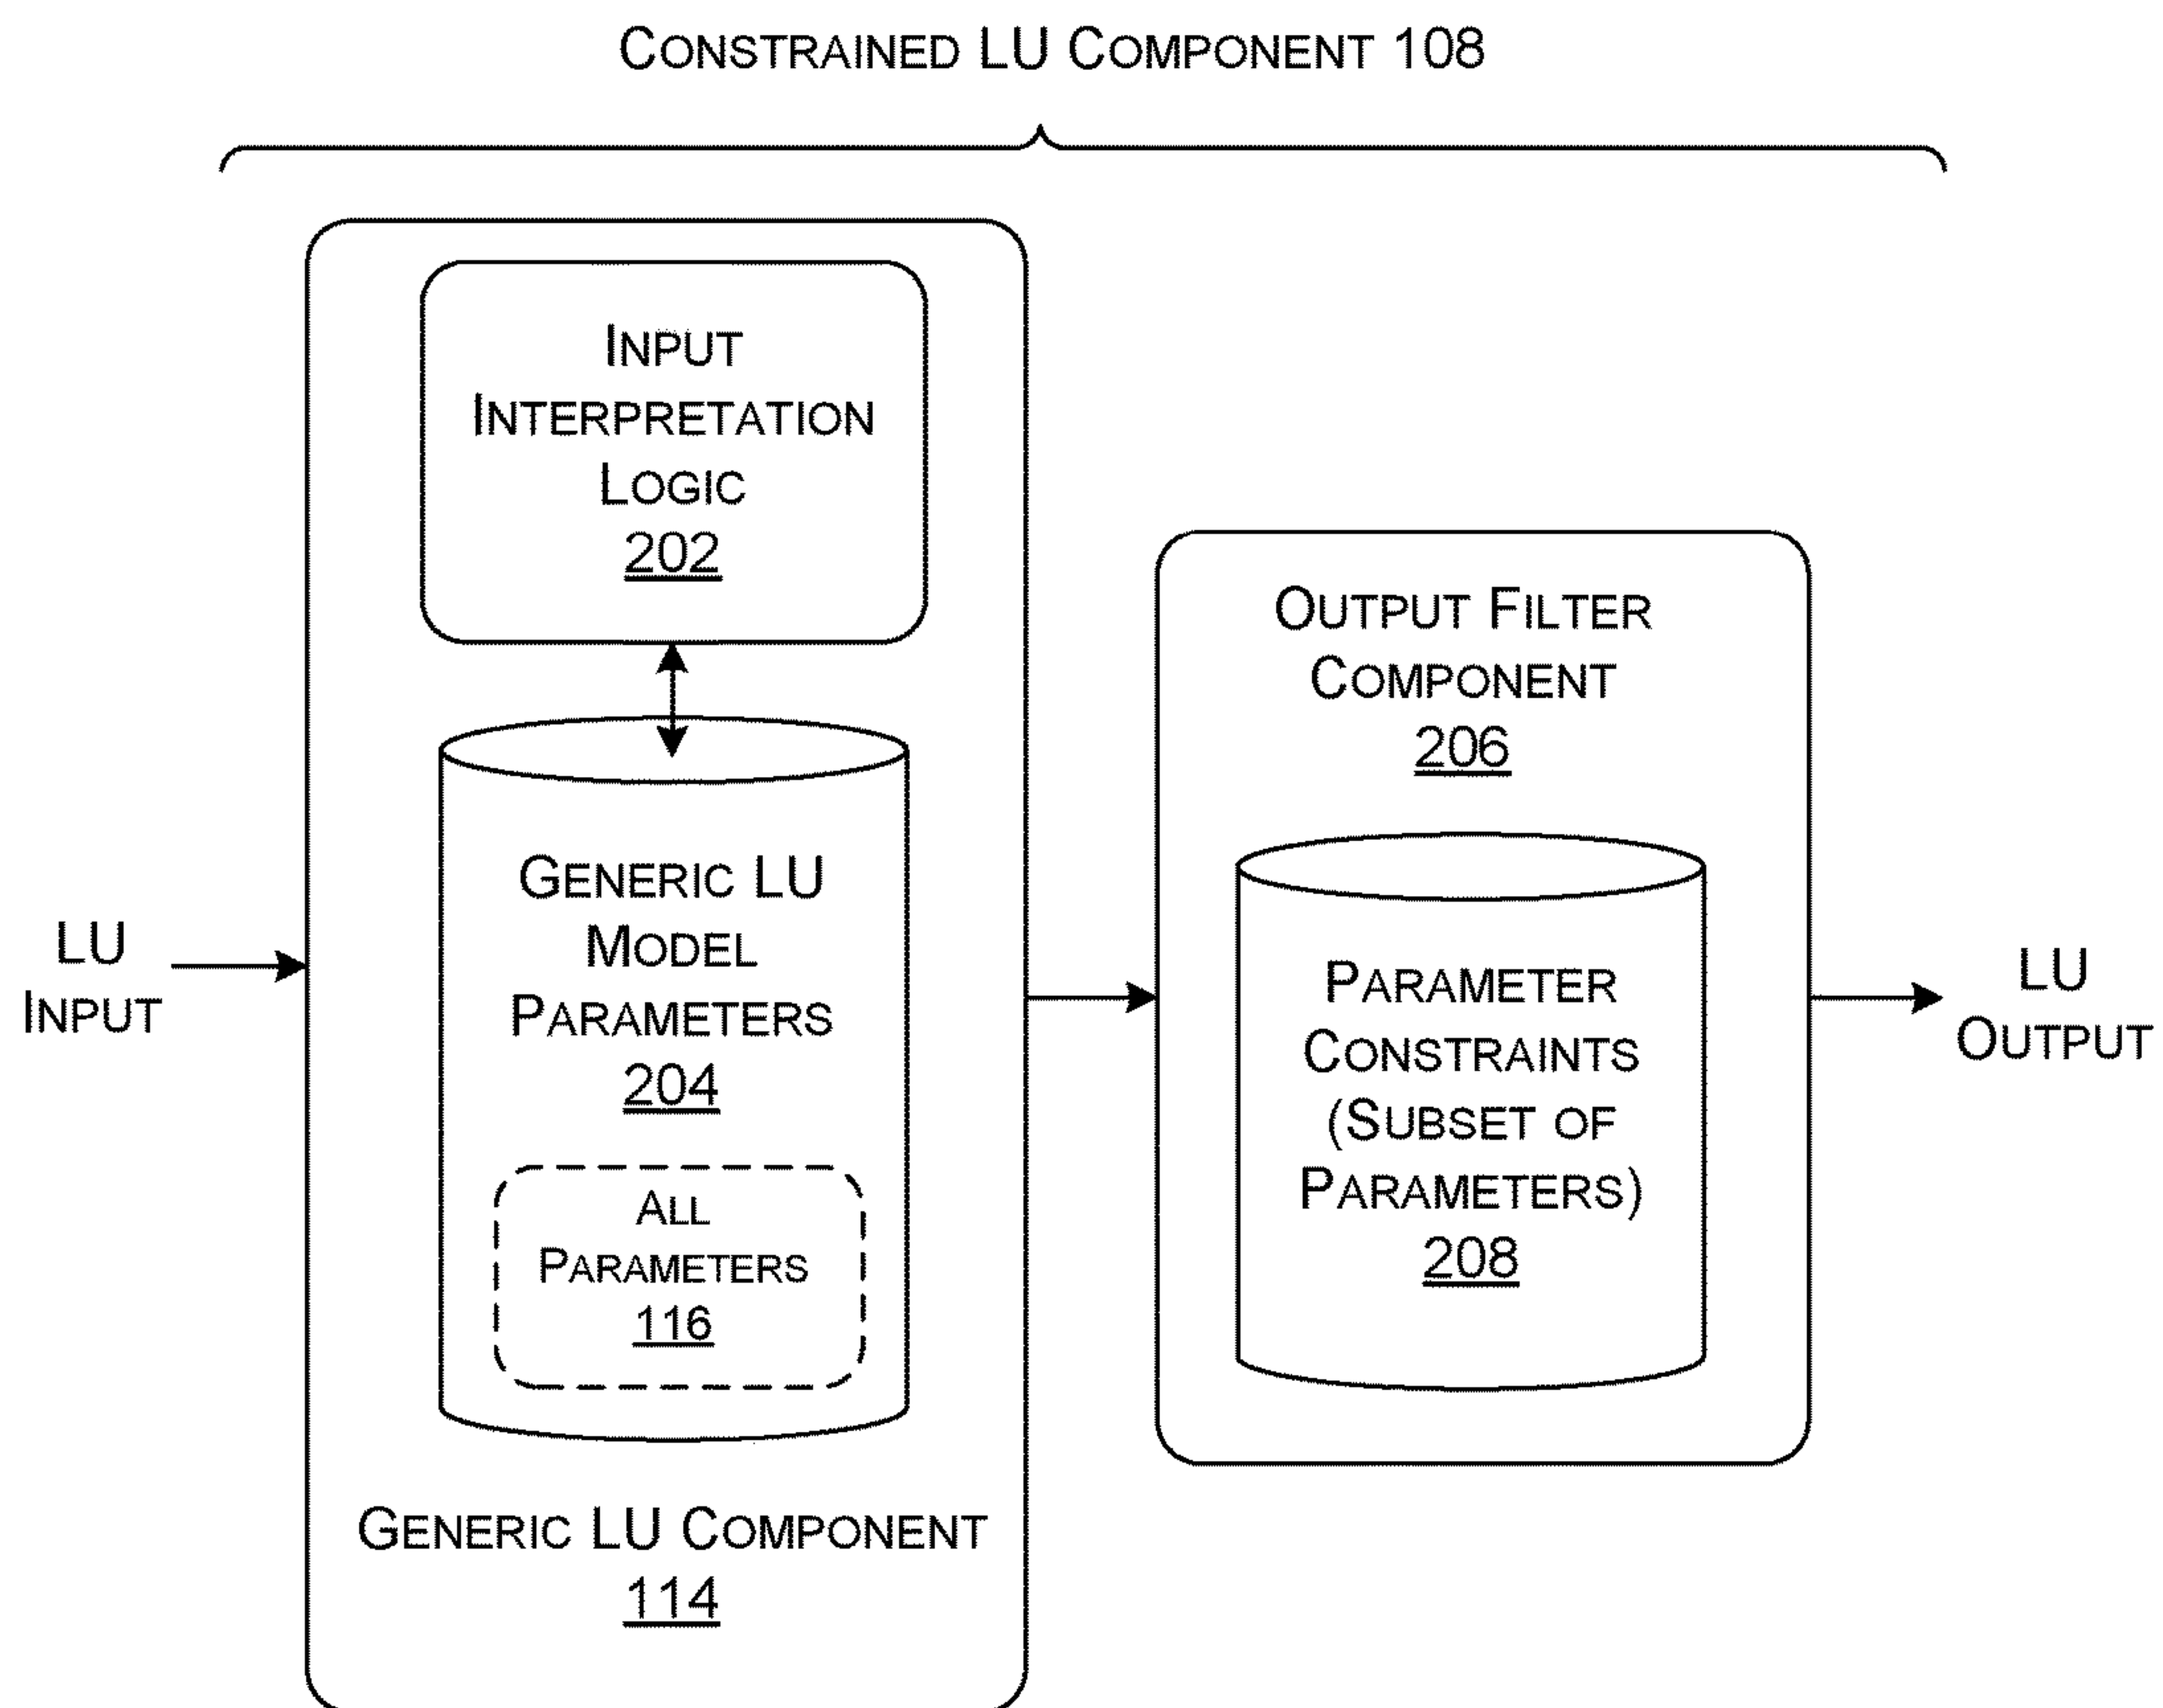 CONSTRAINED LU COMPONENT 108
INPUT
INTERPRETATION
LOGIC
202
GENERIC LU
MODEL
PARAMETERS
204
ALL
PARAMETERS
116
GENERIC LU COMPONENT
114
LU
INPUT
OUTPUT FILTER
COMPONENT
206
PARAMETER
CONSTRAINTS
(SUBSET OF
PARAMETERS)
208
LU
OUTPUT